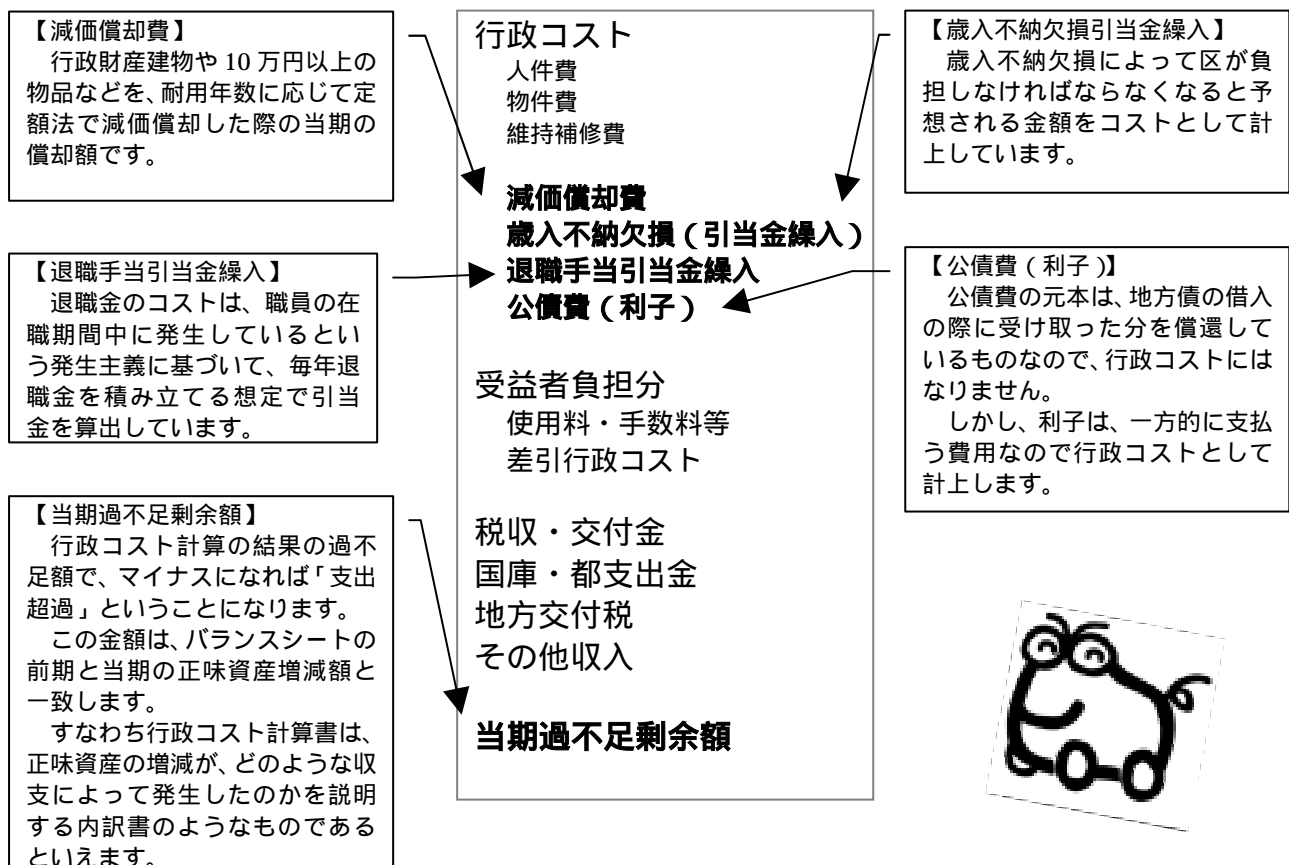 【減価償却費】
行政財産建物や 10 万円以上の
物品などを、耐用年数に応じて定
額法で減価償却した際の当期の
償却額です。
【退職手当引当金繰入】
退職金のコストは、職員の在
職期間中に発生しているとい
う発生主義に基づいて、毎年退
職金を積み立てる想定で引当
金を算出しています。
【当期過不足剰余額】
行政コスト計算の結果の過不
足額で、マイナスになれば「支出
超過」ということになります。
この金額は、バランスシートの
前期と当期の正味資産増減額と
一致します。
すなわち行政コスト計算書は、
正味資産の増減が、どのような収
支によって発生したのかを説明
する内訳書のようなものである
といえます。
行政コスト
人件費
物件費
維持補修費
減価償却費
歳入不納欠損(引当金繰入)
退職手当引当金繰入
公債費(利子)
受益者負担分
使用料・手数料等
差引行政コスト
税収・交付金
国庫・都支出金
地方交付税
その他収入
当期過不足剰余額
【歳入不納欠損引当金繰入】
歳入不納欠損によって区が負
担しなければならなくなると予
想される金額をコストとして計
上しています。
【公債費(利子)】
公債費の元本は、地方債の借入
の際に受け取った分を償還して
いるものなので、行政コストには
なりません。
しかし、利子は、一方的に支払
う費用なので行政コストとして
計上します。